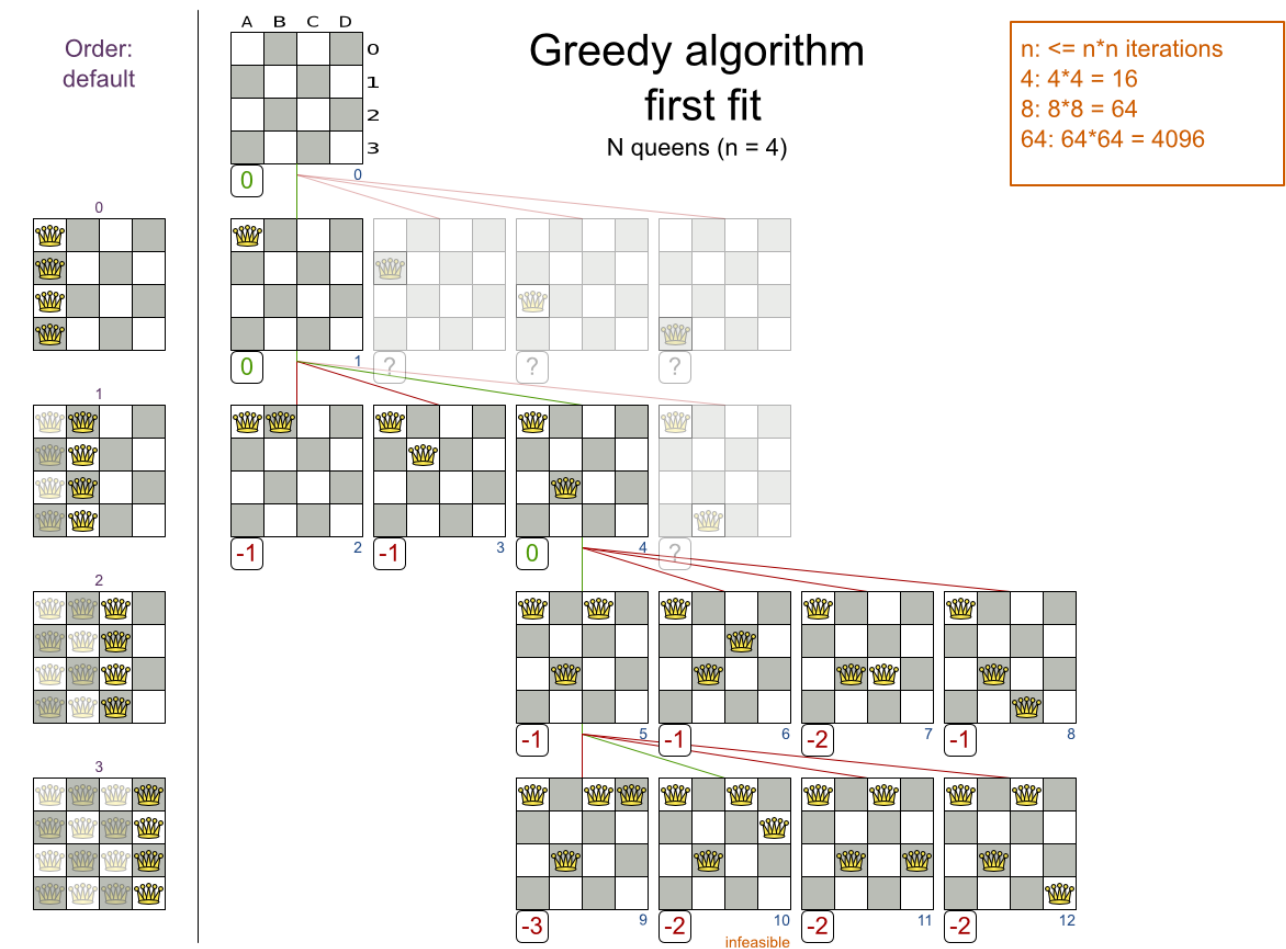 Order:
default
A B C D
0
1
2
3
Greedy algorithm
first fit
N queens (n = 4)
n: <= n*n iterations
4: 4*4 = 16
8: 8*8 = 64
64: 64*64 = 4096
0 0
0
0 1 ? ? ?
1
-1 2 -1 3 0 4 ?
2
-1 5 -1 6 -2 7 -1 8
3
-3 9 -2 10 -2 11 -2 12
infeasible